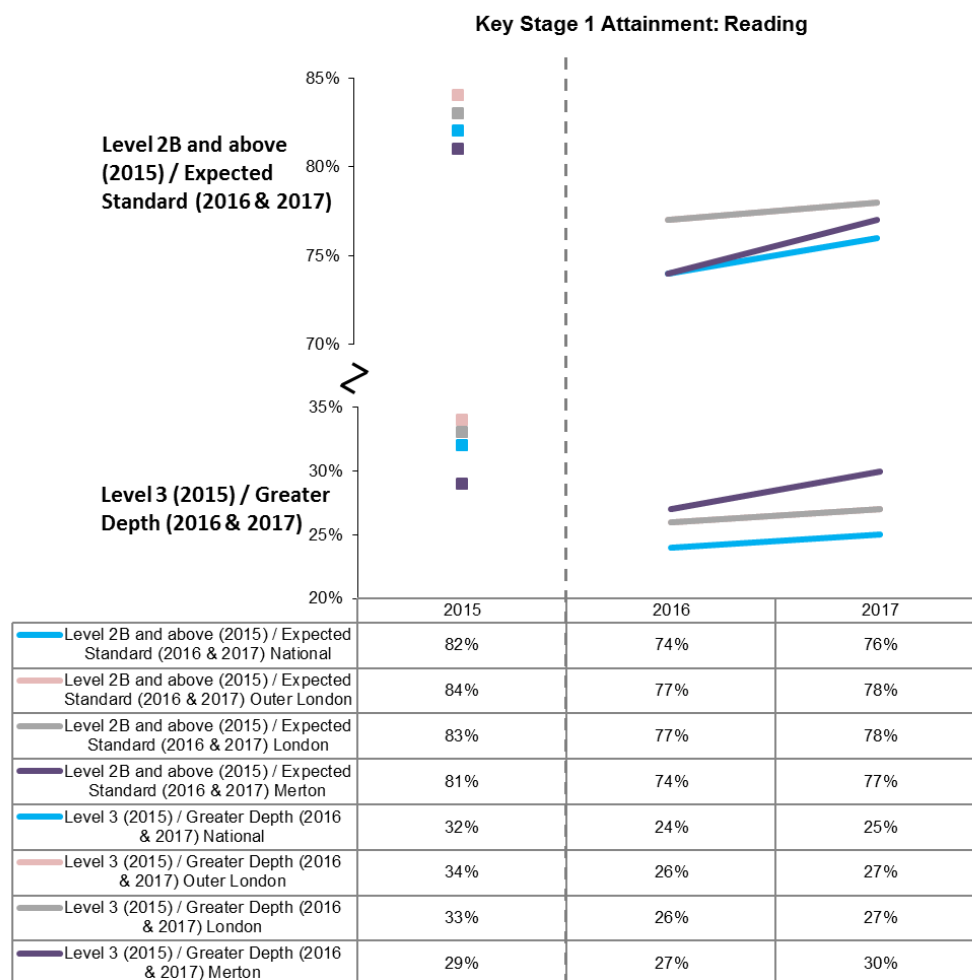 Key Stage 1 Attainment: Reading
85%
Level 2B and above
(2015) / Expected
Standard (2016 & 2017)
80%
75%
70%
35%
30%
Level 3 (2015) / Greater
Depth (2016 & 2017)
25%
20%
2015 2016 2017
Level 2B and above (2015) / Expected
Standard (2016 & 2017) National
82% 74% 76%
Level 2B and above (2015) / Expected
Standard (2016 & 2017) Outer London
84% 77% 78%
Level 2B and above (2015) / Expected
Standard (2016 & 2017) London
83% 77% 78%
Level 2B and above (2015) / Expected
Standard (2016 & 2017) Merton
81% 74% 77%
Level 3 (2015) / Greater Depth (2016
& 2017) National
32% 24% 25%
Level 3 (2015) / Greater Depth (2016
& 2017) Outer London
34% 26% 27%
Level 3 (2015) / Greater Depth (2016
& 2017) London
33% 26% 27%
Level 3 (2015) / Greater Depth (2016
& 2017) Merton
29% 27% 30%